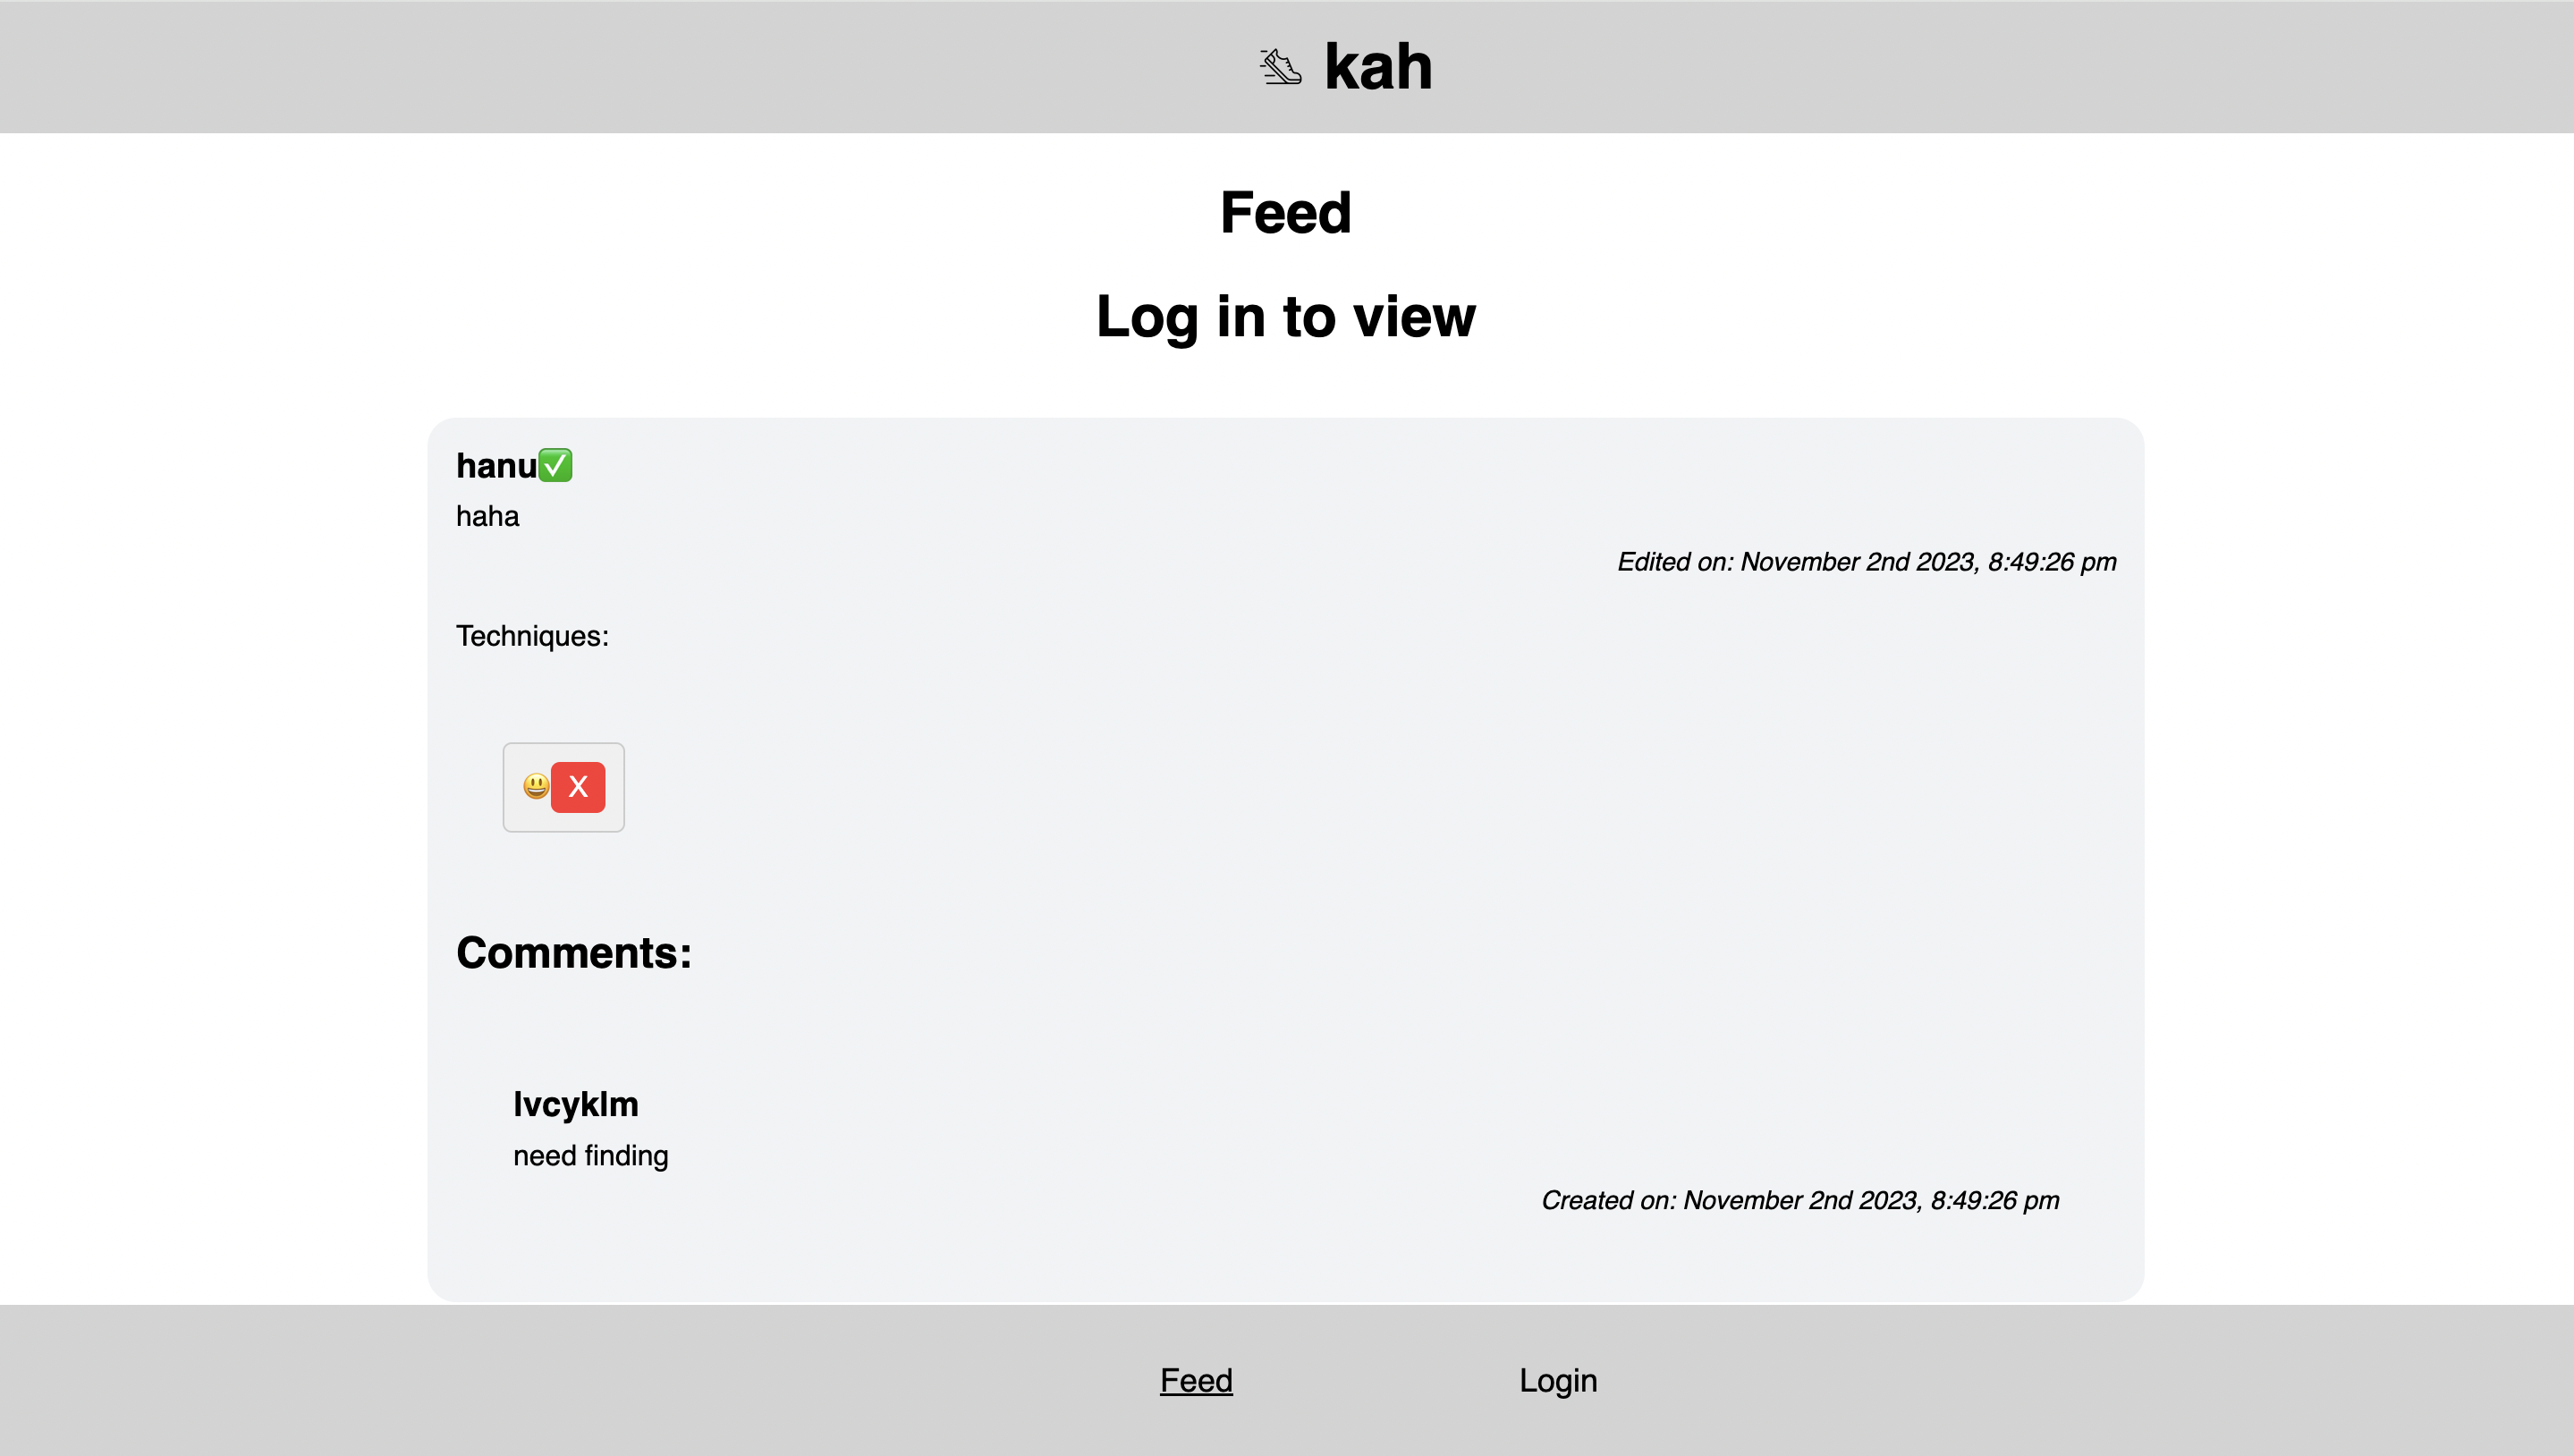 kah
Feed
Log in to view
hanu✅
haha
Edited on: November 2nd 2023, 8:49:26 pm
Techniques:
😃 X
Comments:
lvcyklm
need finding
Created on: November 2nd 2023, 8:49:26 pm
Feed Login